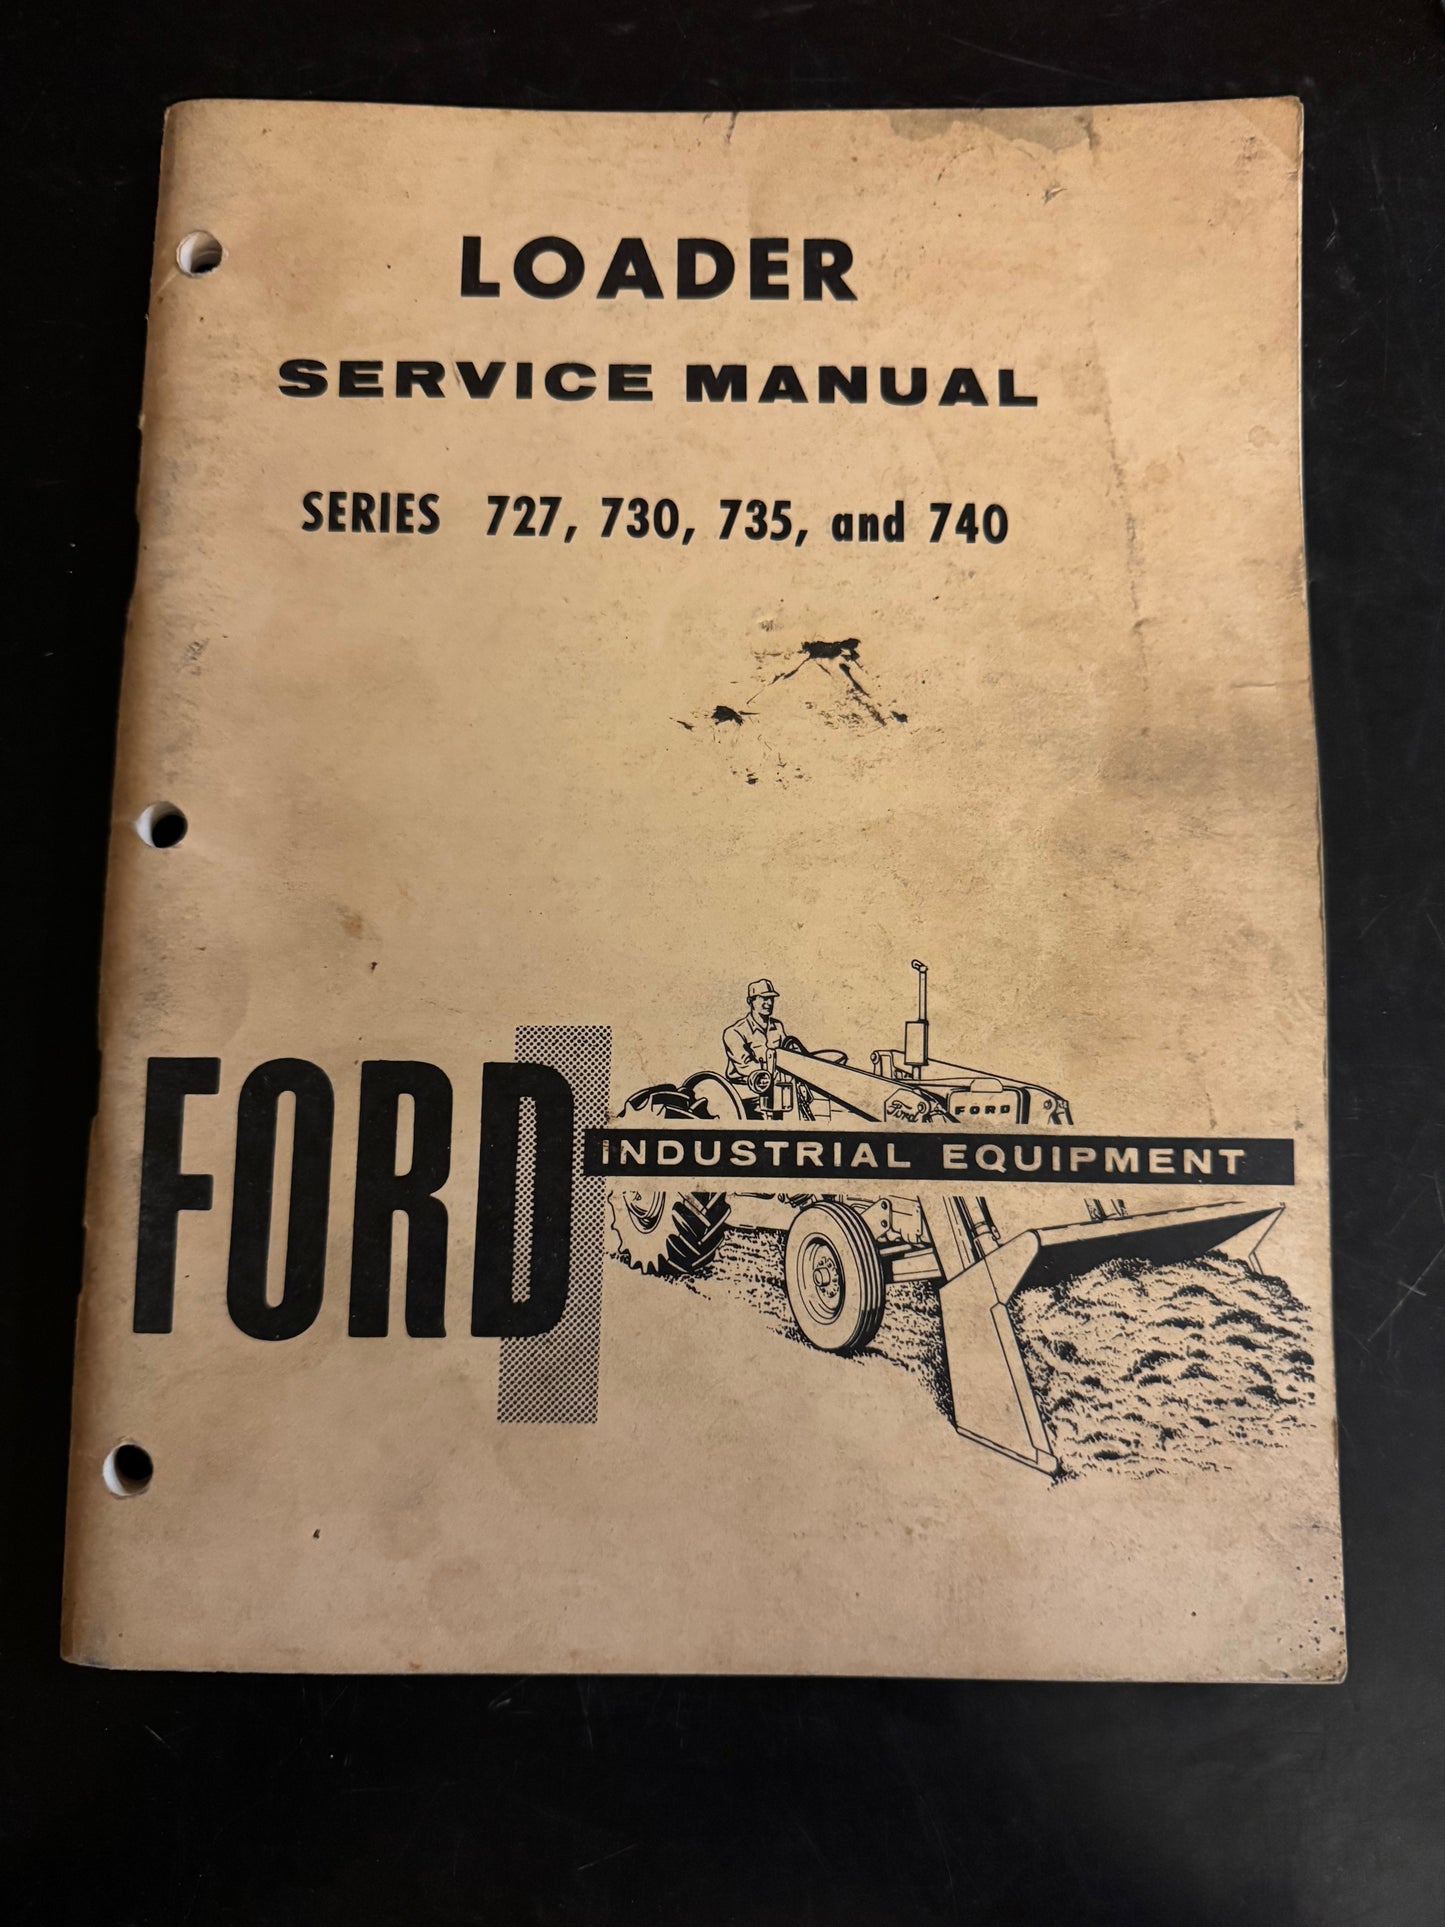 LOADER
SERVICE MANUAL
SERIES 727, 730, 735, and 740
Ford
FORD
FORD
INDUSTRIAL EQUIPMENT